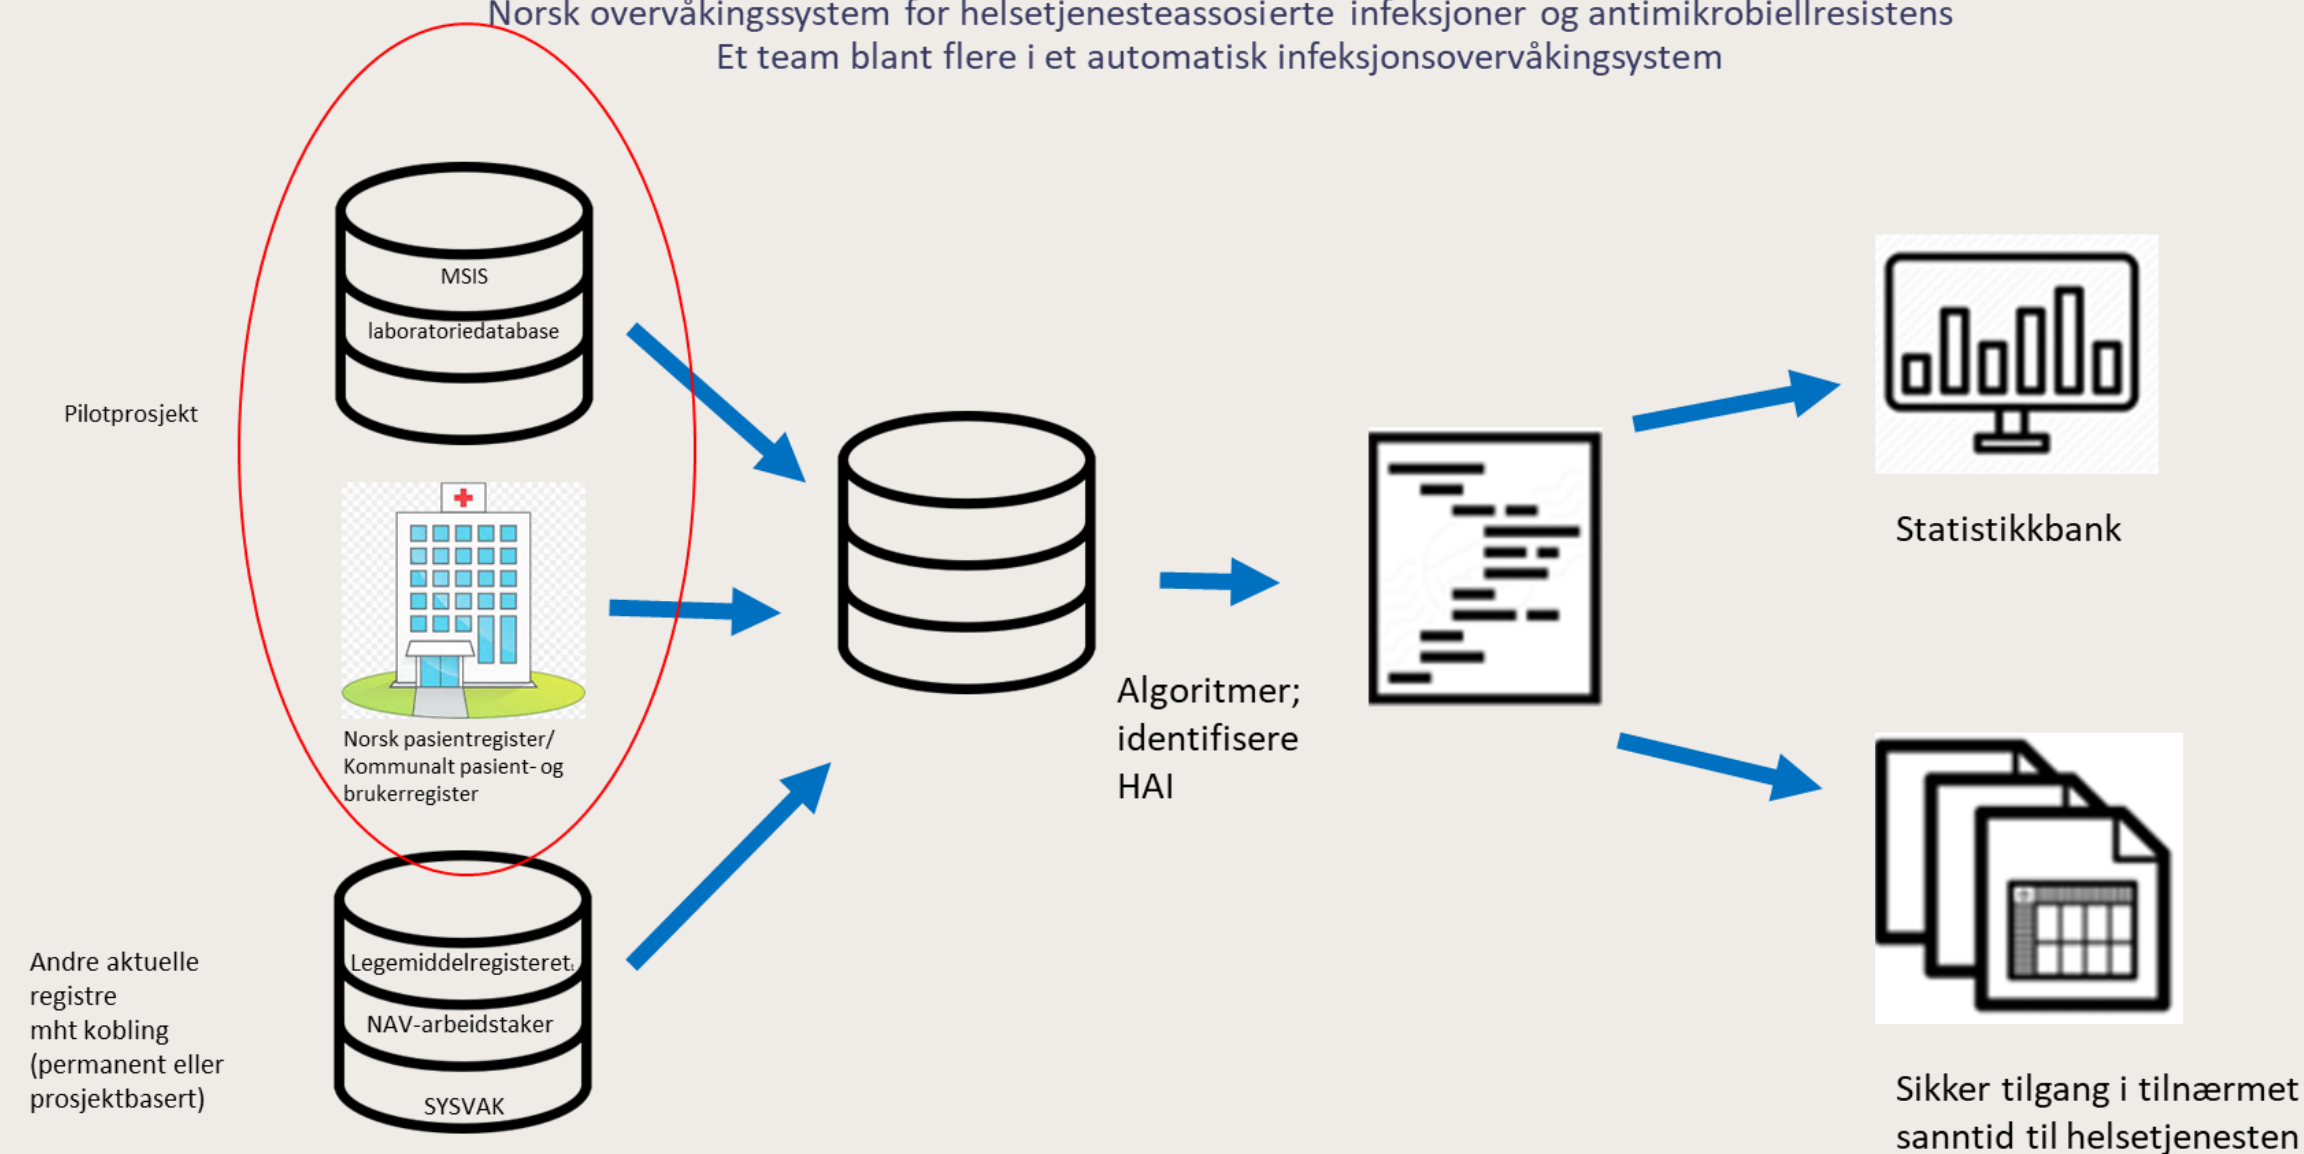 Norsk overvåkingssystem for helsetjenesteassosierte infeksjoner og antimikrobiellresistens
Et team blant flere i et automatisk infeksjonsovervåkingsystem
MSIS
laboratoriedatabase
Pilotprosjekt
Norsk pasientregister/
Kommunalt pasient- og
brukerregister
Algoritmer;
identifisere
HAI
Statistikkbank
Andre aktuelle
registre
mht kobling
(permanent eller
prosjektbasert)
Legemiddelregisteret
NAV-arbeidstaker
SYSVAK
Sikker tilgang i tilnærmet
sanntid til helsetjenesten